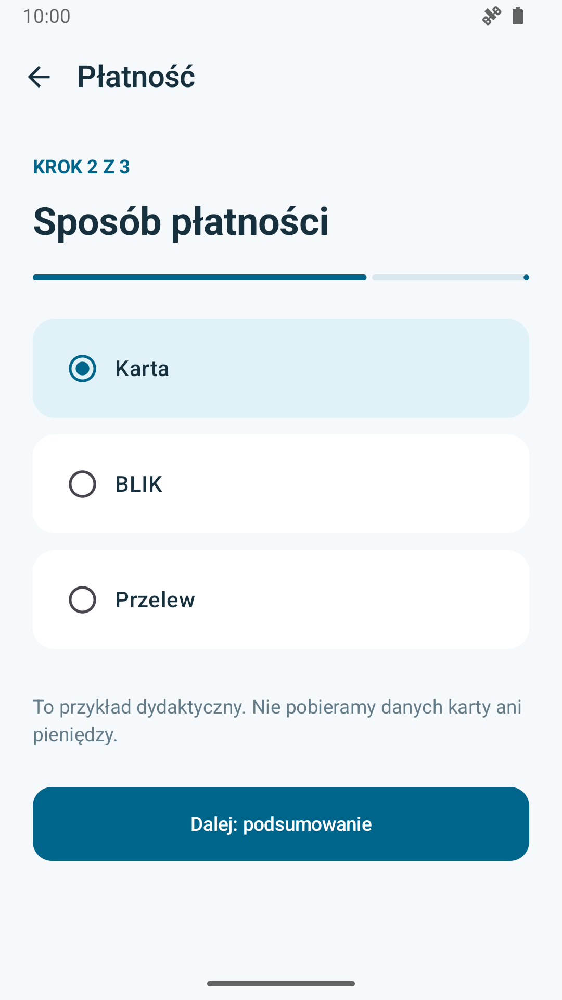 10:00
Płatność
KROK 2 Z 3
Sposób płatności
Karta
BLIK
Przelew
To przykład dydaktyczny. Nie pobieramy danych karty ani
pieniędzy.
Dalej: podsumowanie